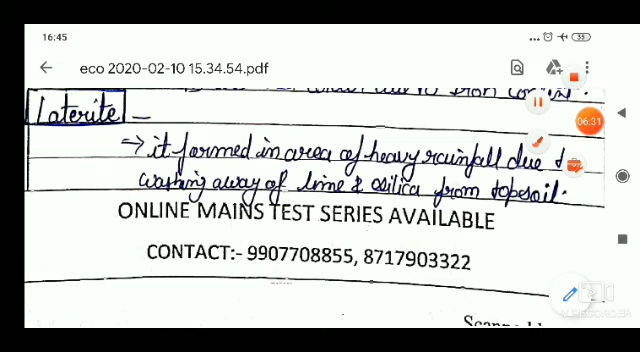 16:45
35
eco 2020-02-10 15.34.54.pdf
06:31
Laterite –
⇒ it formed in area of heavy rainfall due
washing away of lime & silica from topsoil.
ONLINE MAINS TEST SERIES AVAILABLE
CONTACT:- 9907708855, 8717903322